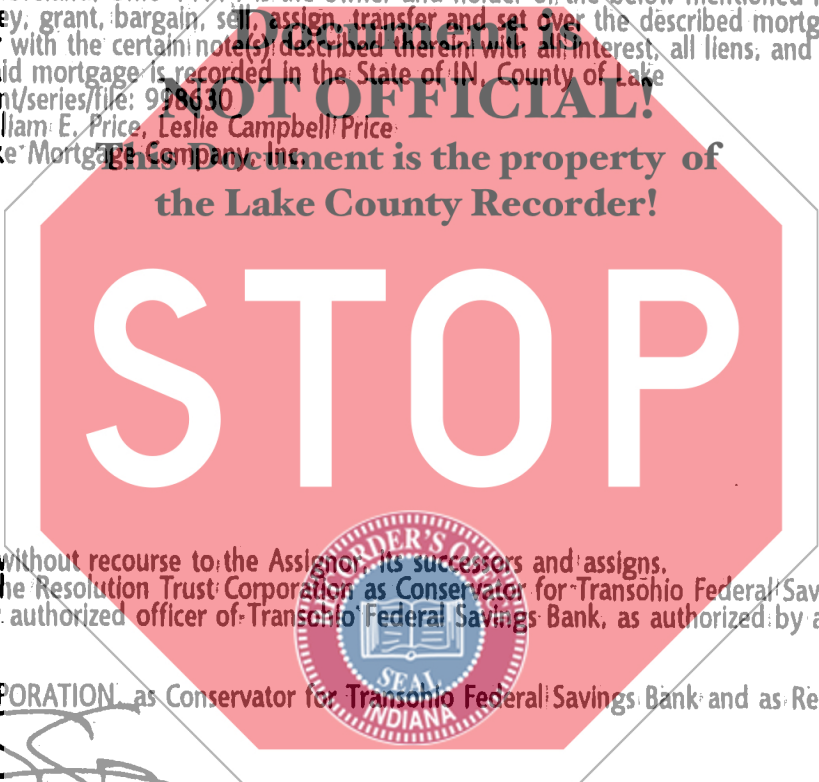 ey, grant, bargain, sell, assign, transfer and set over the described mortg
with the certain note(s) described therein with all interest, all liens, and
id mortgage is recorded in the State of IN, County of Lake
nt/series/file: 998630
liam E. Price, Leslie Campbell Price
e Mortgage Company, Inc.
Document is
NOT OFFICIAL!
This Document is the property of
the Lake County Recorder!
STOP
without recourse to the Assignor, its successors and assigns.
he Resolution Trust Corporation as Conservator for Transohio Federal Sav
authorized officer of Transohio Federal Savings Bank, as authorized by a
PORATION, as Conservator for Transohio Federal Savings Bank and as Re
RECORDER'S OFFICE
SEAL
INDIANA